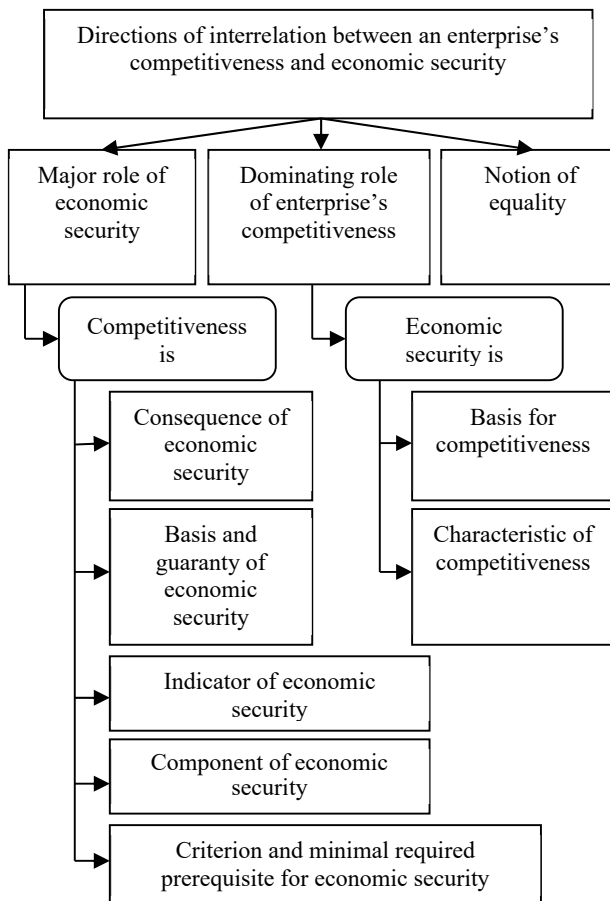 Directions of interrelation between an enterprise’s
competitiveness and economic security
Major role of
economic
security
Dominating role
of enterprise’s
competitiveness
Notion of
equality
Competitiveness
is
Economic
security is
Consequence of
economic
security
Basis and
guaranty of
economic
security
Indicator of economic
security
Component of economic
security
Criterion and minimal required
prerequisite for economic security
Basis for
competitiveness
Characteristic of
competitiveness